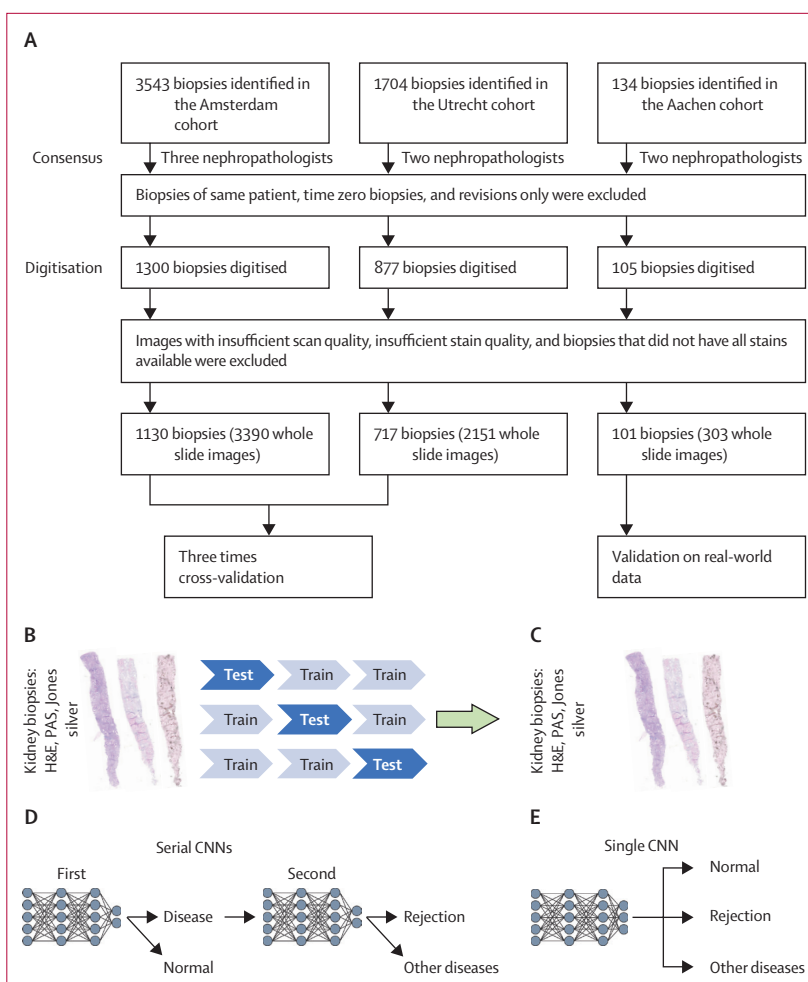 A
3543 biopsies identified in
the Amsterdam
cohort
1704 biopsies identified in
the Utrecht cohort
134 biopsies identified in
the Aachen cohort
Consensus
Three nephropathologists
Two nephropathologists
Two nephropathologists
Biopsies of same patient, time zero biopsies, and revisions only were excluded
Digitisation
1300 biopsies digitised
877 biopsies digitised
105 biopsies digitised
Images with insufficient scan quality, insufficient stain quality, and biopsies that did not have all stains
available were excluded
1130 biopsies (3390 whole
slide images)
717 biopsies (2151 whole
slide images)
101 biopsies (303 whole
slide images)
Three times
cross-validation
Validation on real-world
data
B
Kidney biopsies:
H&E, PAS, Jones
silver
Test Train Train
Train Test Train
Train Train Test
C
Kidney biopsies:
H&E, PAS, Jones
silver
D
Serial CNNs
First
Second
Disease
Normal
Rejection
Other diseases
E
Single CNN
Normal
Rejection
Other diseases